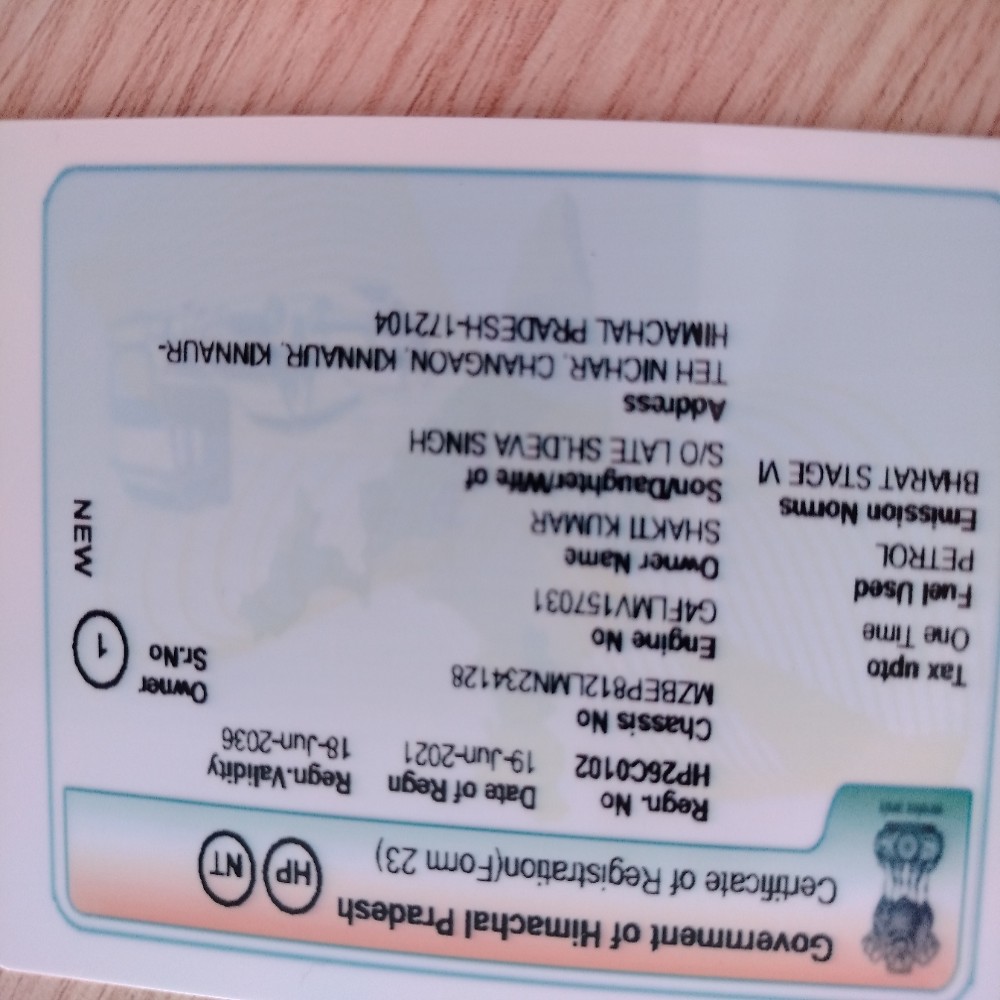 Government of Himachal Pradesh
Certificate of Registration(Form 23)
HP NT
Regn. No
HP26C0102
Date of Regn
19-Jun-2021
Regn.Validity
18-Jun-2036
Chassis No
MZBEP812LMN234128
Owner
Sr.No
1
NEW
Engine No
G4FLMV157031
Owner Name
SHAKTI KUMAR
Son/Daughter/Wife of
S/O LATE SH.DEVA SINGH
Address
TEH NICHAR, CHANGAON, KINNAUR, KINNAUR-
HIMACHAL PRADESH-172104
Tax upto
One Time
Fuel Used
PETROL
Emission Norms
BHARAT STAGE VI